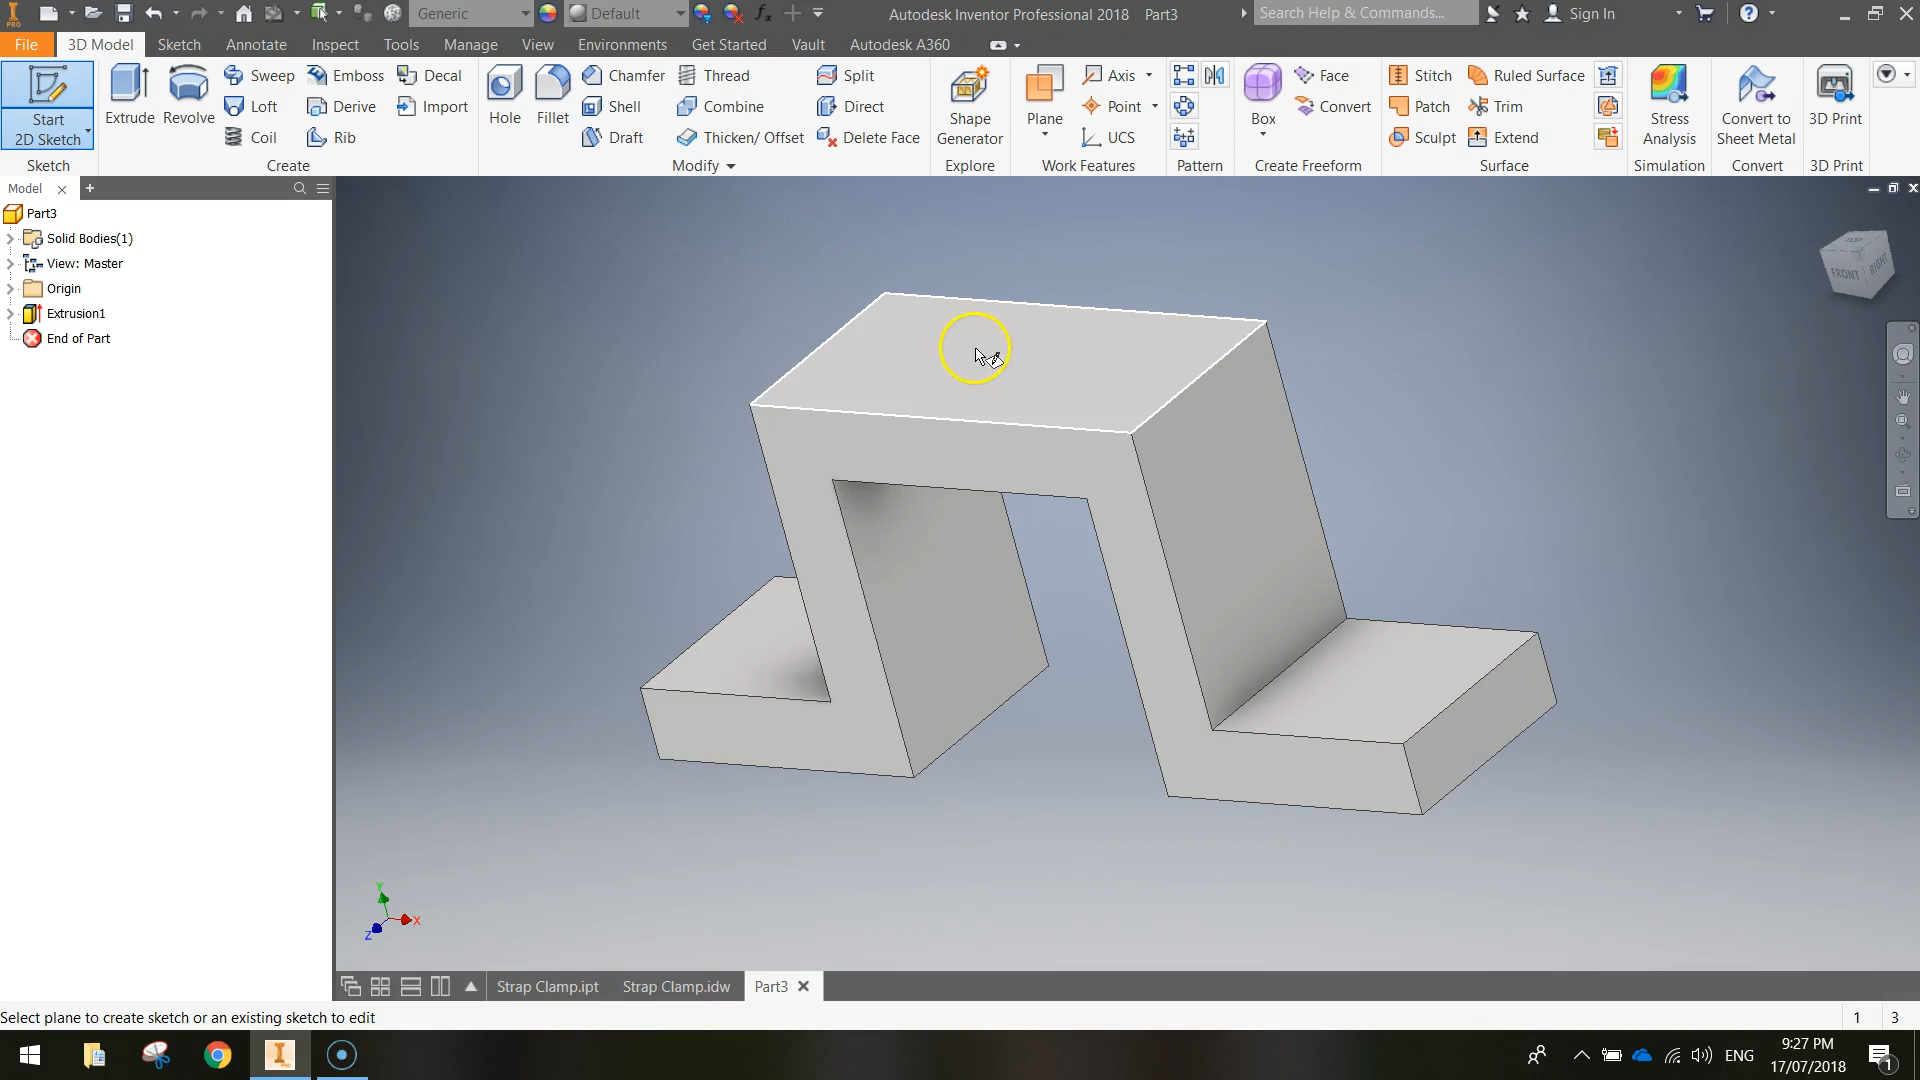 PRO
Generic
Default
fx
Autodesk Inventor Professional 2018 Part3
Search Help & Commands...
Sign In
File
3D Model
Sketch
Annotate
Inspect
Tools
Manage
View
Environments
Get Started
Vault
Autodesk A360
Start
2D Sketch
Sketch
Extrude
Revolve
Sweep
Loft
Coil
Emboss
Derive
Rib
Decal
Import
Create
Hole
Fillet
Chamfer
Shell
Draft
Thread
Combine
Thicken/ Offset
Split
Direct
Delete Face
Modify
Shape
Generator
Explore
Plane
Axis
Point
UCS
Work Features
Pattern
Box
Face
Convert
Create Freeform
Stitch
Patch
Sculpt
Ruled Surface
Trim
Extend
Surface
Stress
Analysis
Simulation
Convert to
Sheet Metal
Convert
3D Print
3D Print
Model
Part3
Solid Bodies(1)
View: Master
Origin
Extrusion1
End of Part
TOP
FRONT
RIGHT
Y
X
Z
Strap Clamp.ipt
Strap Clamp.idw
Part3
Select plane to create sketch or an existing sketch to edit
1
3
ENG
9:27 PM
17/07/2018
1